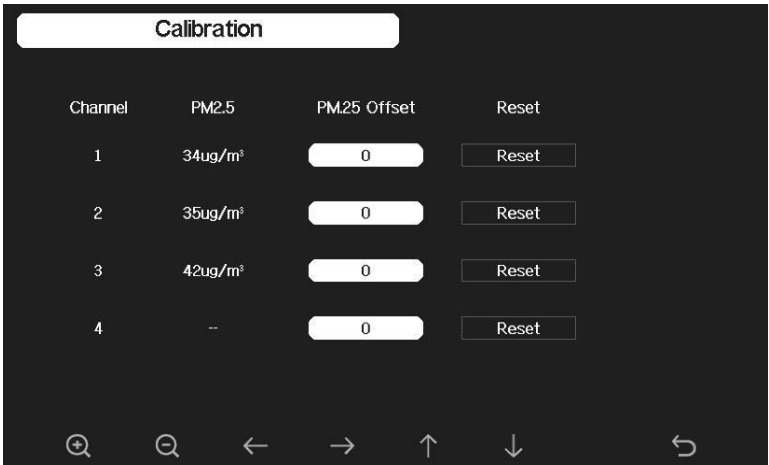 Calibration
Channel PM2.5 PM.25 Offset Reset
1 34ug/m³ 0 Reset
2 35ug/m³ 0 Reset
3 42ug/m³ 0 Reset
4 -- 0 Reset